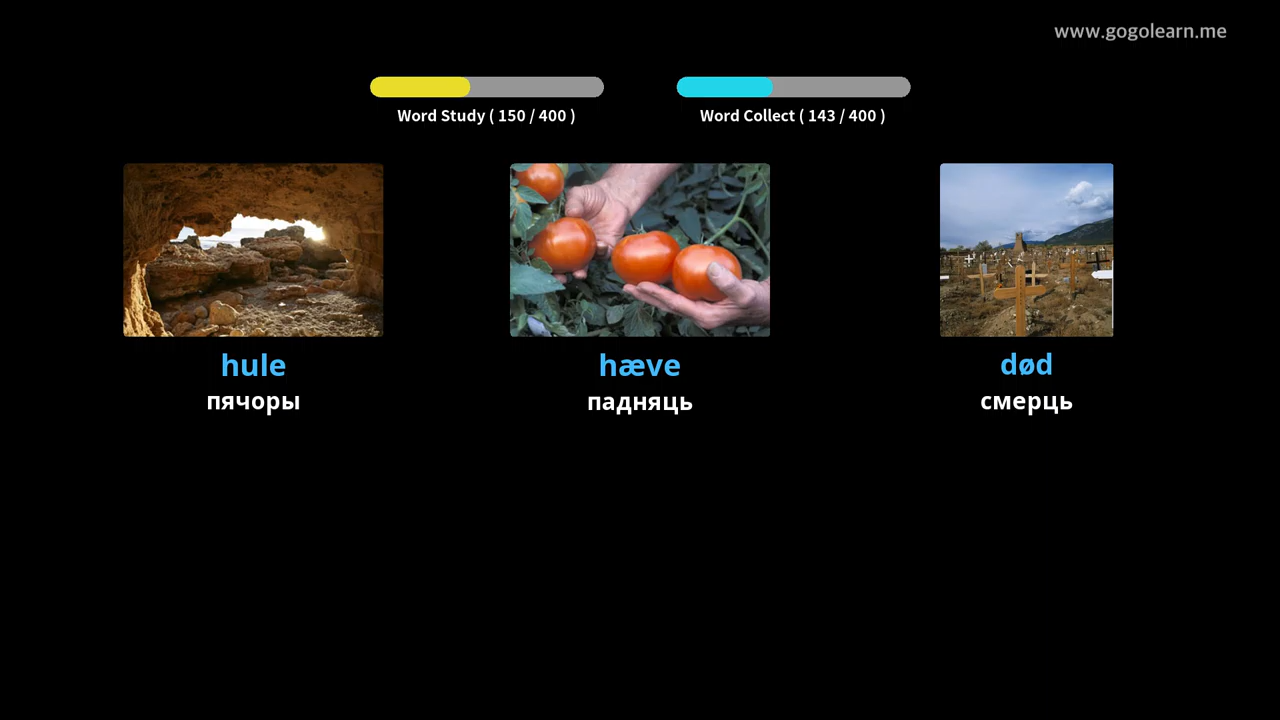 www.gogolearn.me
Word Study ( 150 / 400 )
Word Collect ( 143 / 400 )
hule
пячоры
hæve
падняць
død
смерць